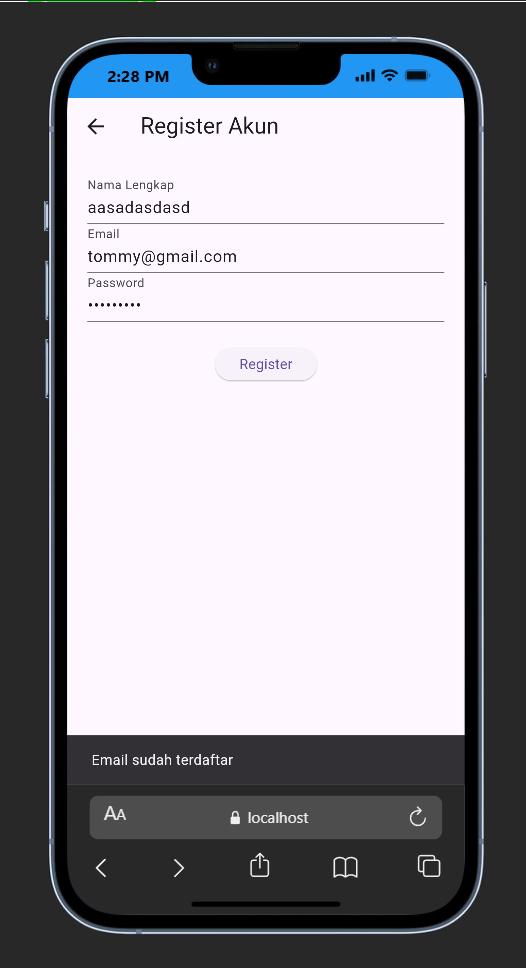 2:28 PM
Register Akun
Nama Lengkap
aasadasdasd
Email
tommy@gmail.com
Password
•••••••••
Register
Email sudah terdaftar
AA
localhost